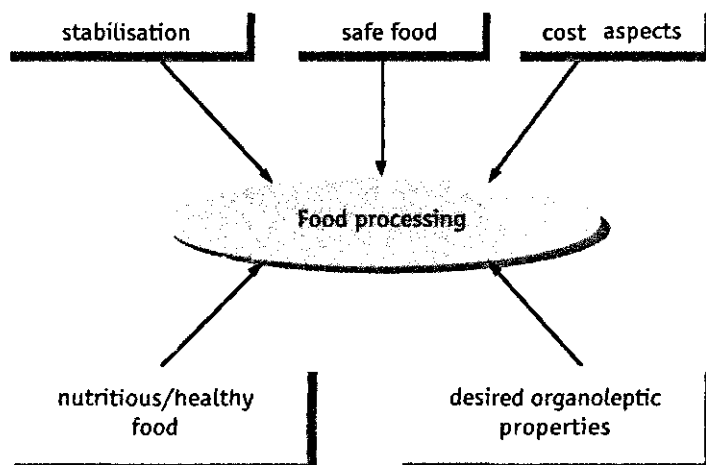 stabilisation
safe food
cost aspects
Food processing
nutritious/healthy
food
desired organoleptic
properties